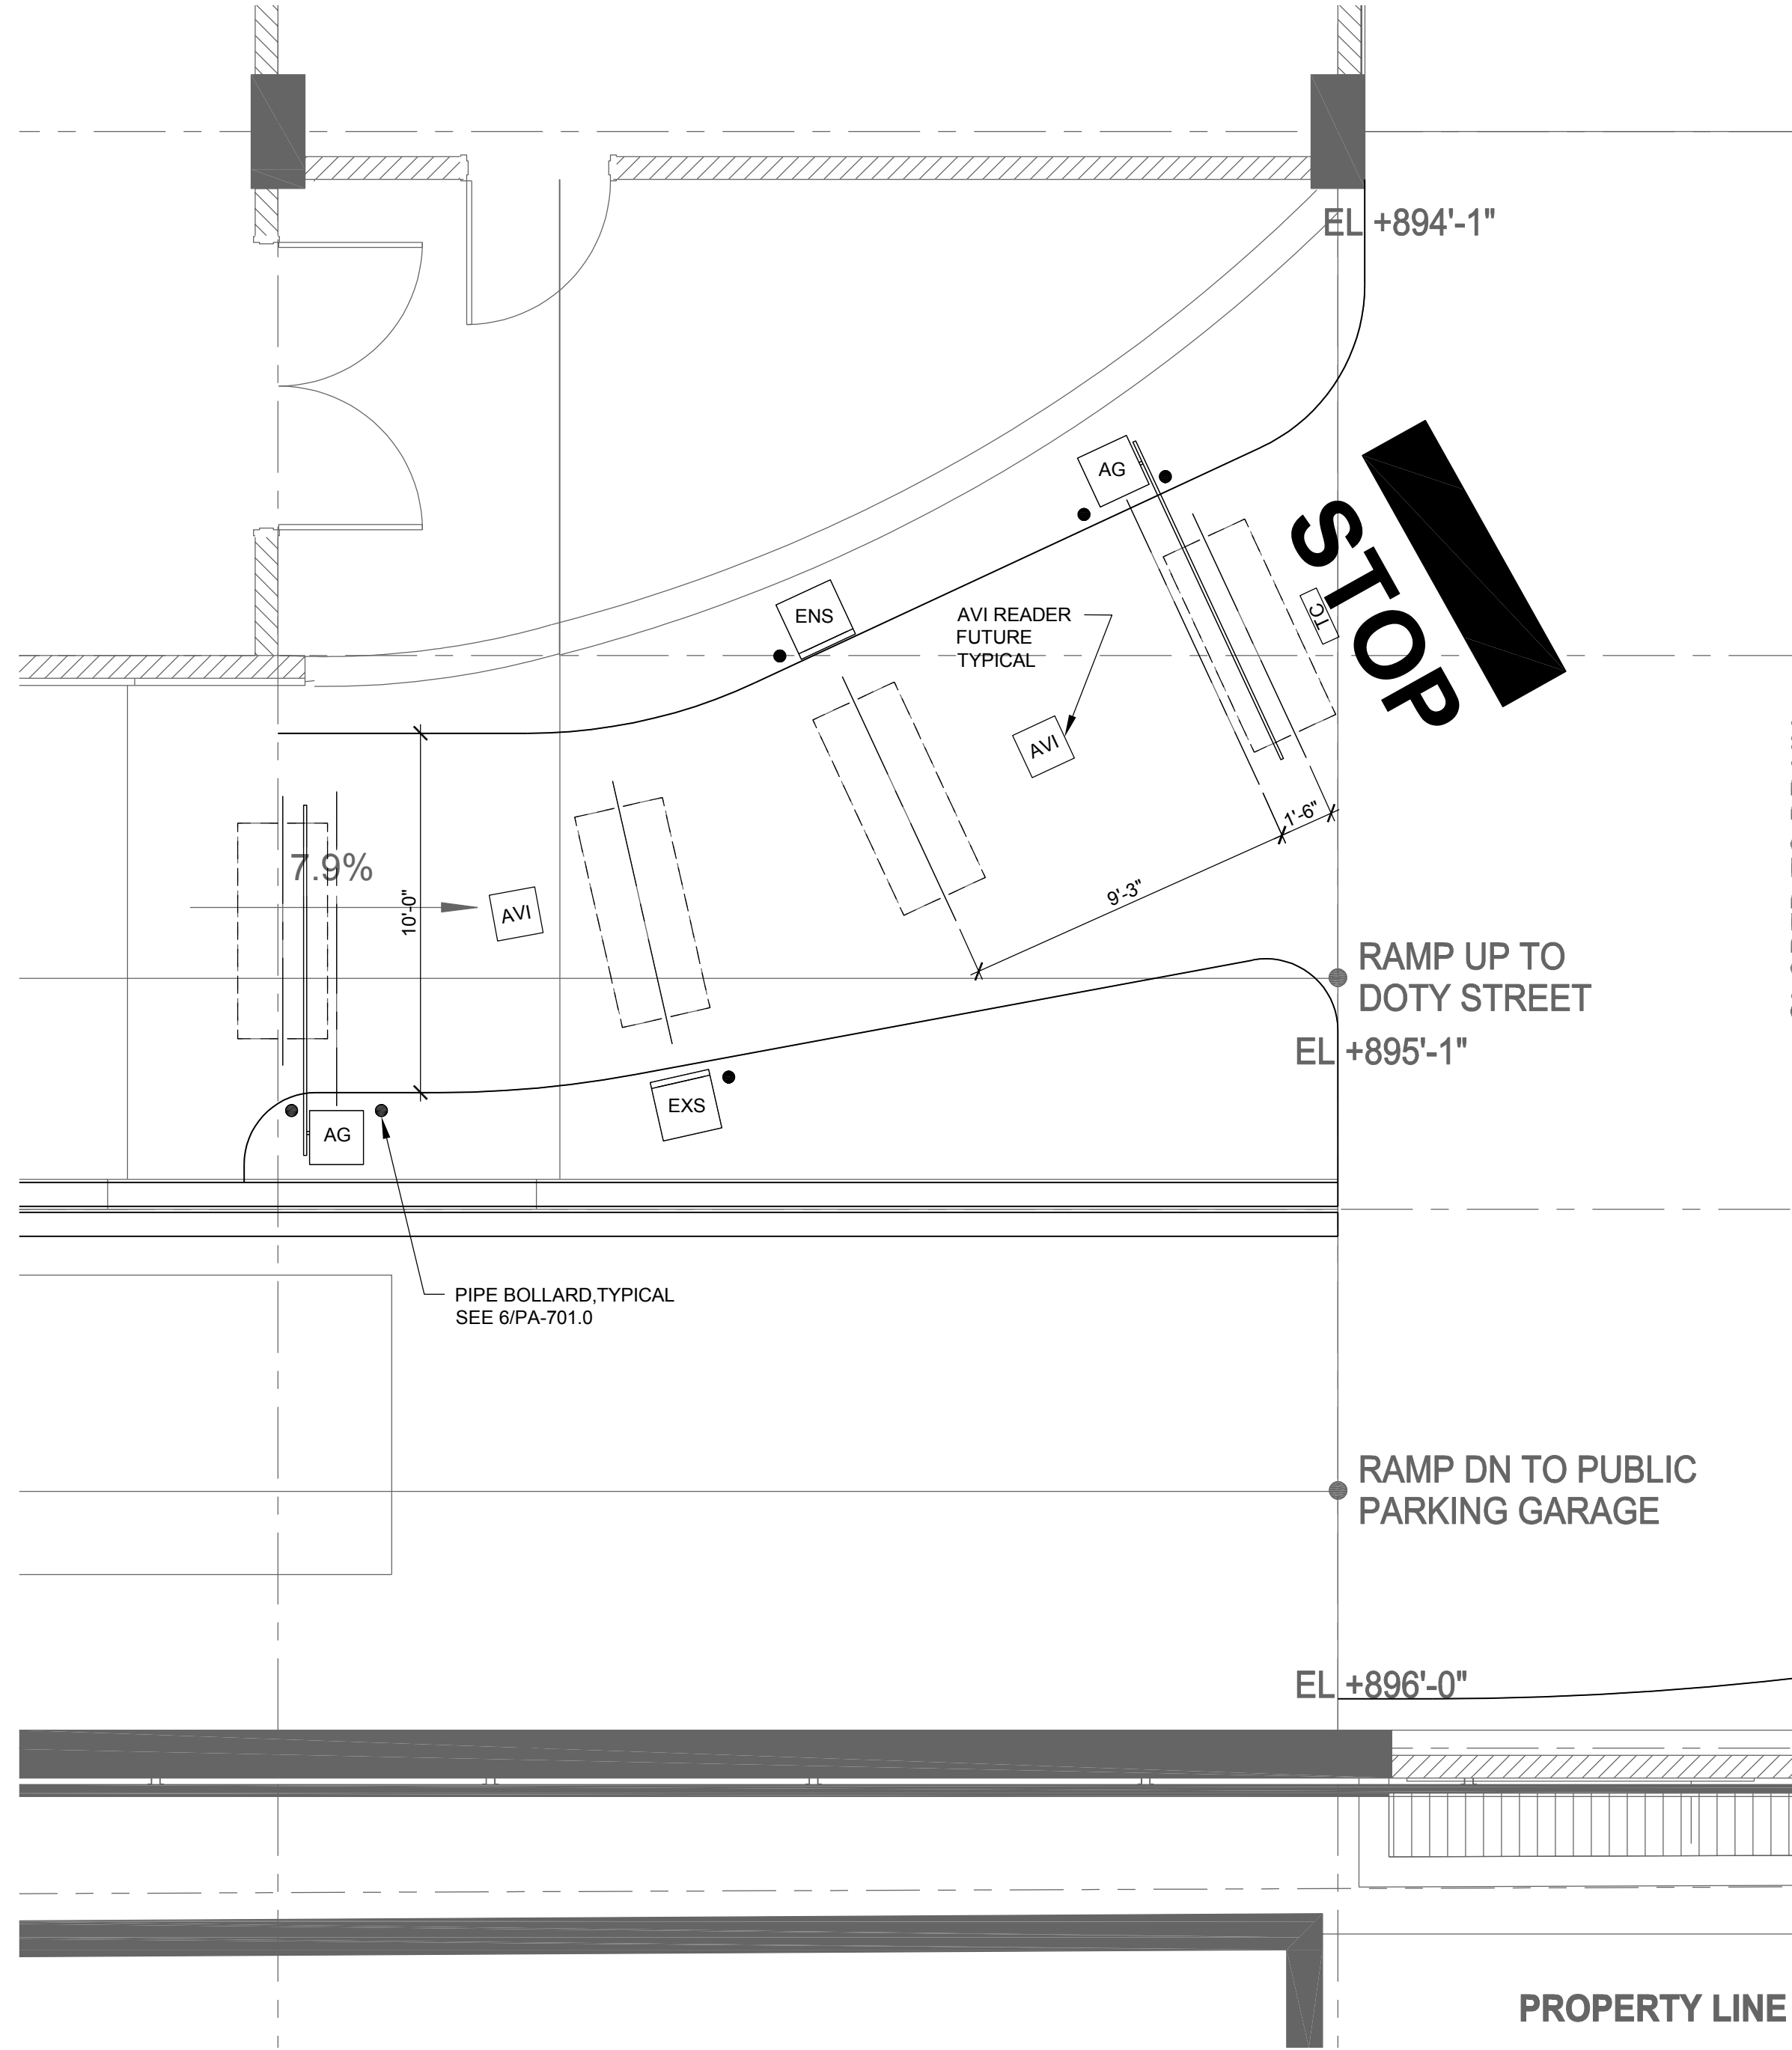 EL +894'-1"
AG
STOP
ENS
AVI READER
FUTURE
TYPICAL
TC
AVI
1'-6"
7.9%
9'-3"
10'-0"
AVI
RAMP UP TO
DOTY STREET
EL +895'-1"
EXS
AG
PIPE BOLLARD,TYPICAL
SEE 6/PA-701.0
RAMP DN TO PUBLIC
PARKING GARAGE
EL +896'-0"
PROPERTY LINE